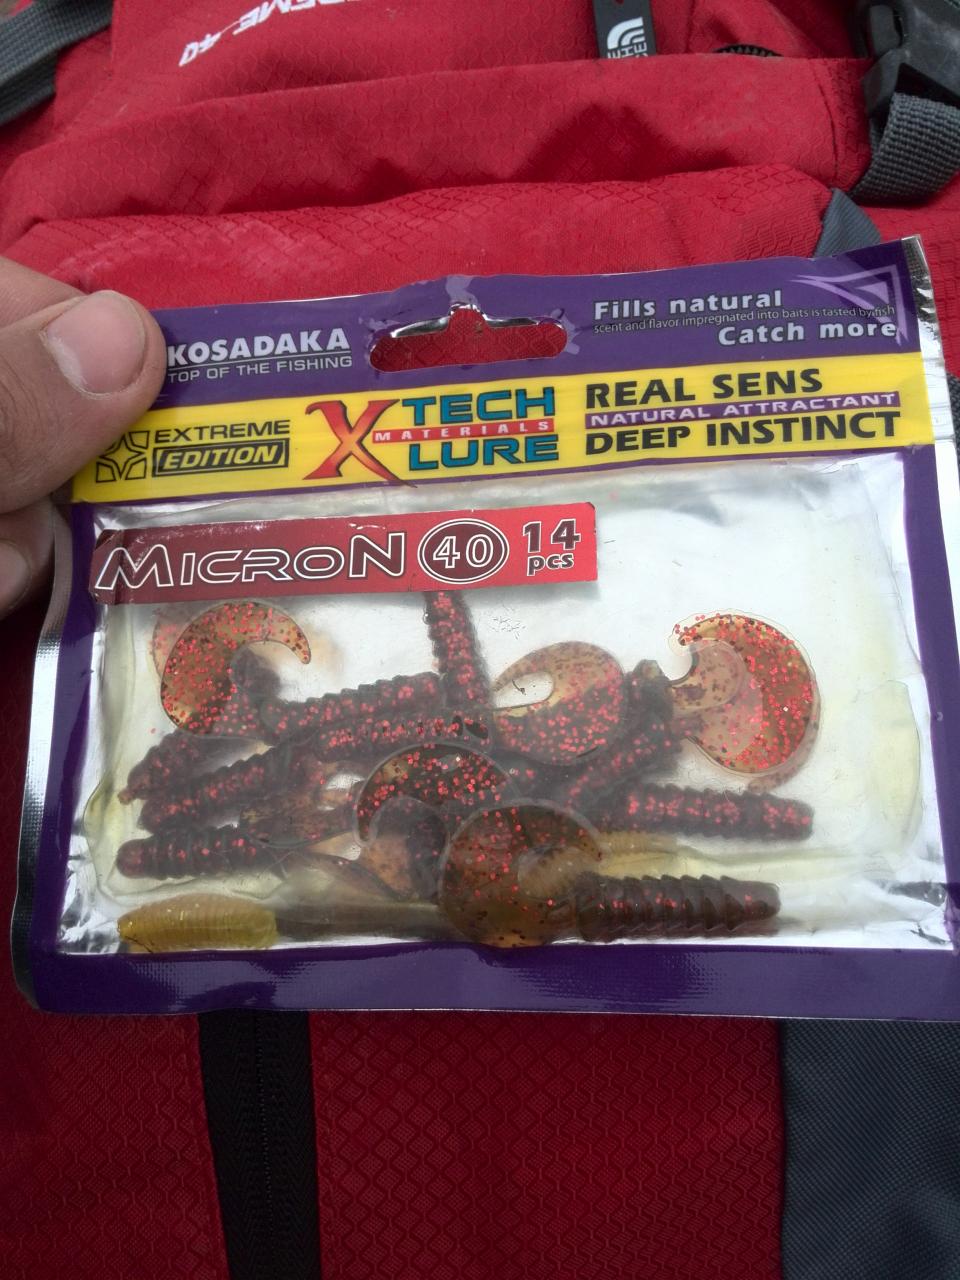 THE
KOSADAKA
TOP OF THE FISHING
Fills natural
scent and flavor impregnated into baits is tasted by fish
Catch more
EXTREME
EDITION
X TECH
MATERIALS
LURE
REAL SENS
NATURAL ATTRACTANT
DEEP INSTINCT
MICRON 40 14
pcs